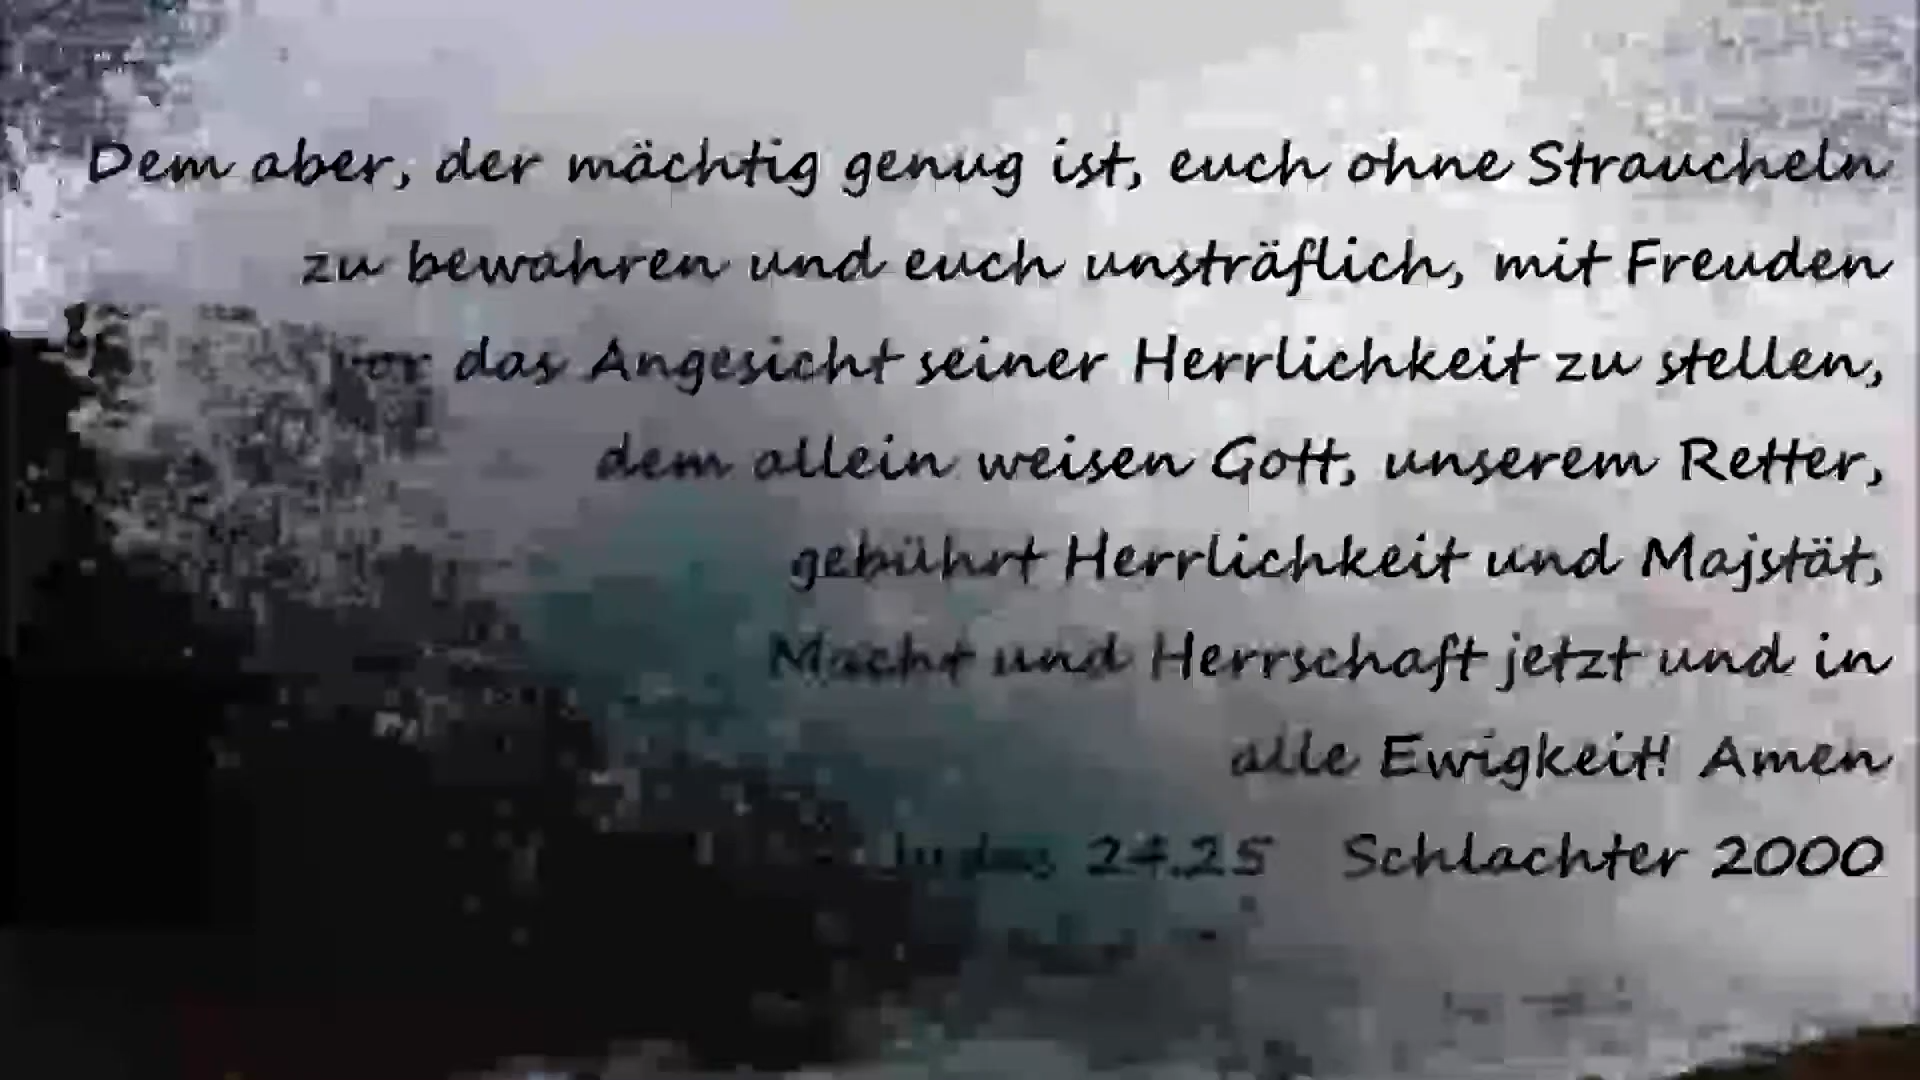 Dem aber, der mächtig genug ist, euch ohne Straucheln
zu bewahren und euch unsträflich, mit Freuden
vor das Angesicht seiner Herrlichkeit zu stellen,
dem allein weisen Gott, unserem Retter,
gebührt Herrlichkeit und Majstät,
Macht und Herrschaft jetzt und in
alle Ewigkeit! Amen
Judas 24.25 Schlachter 2000